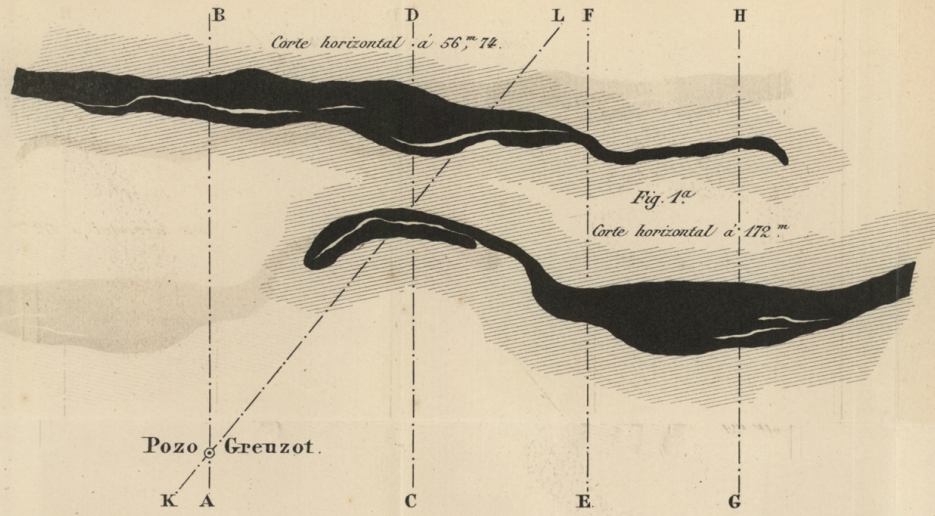 B D L F H
Corte horizontal á 56,ᵐ 74.
Fig. 1ª
Corte horizontal á 172 ᵐ
Pozo Greuzot.
K A C E G